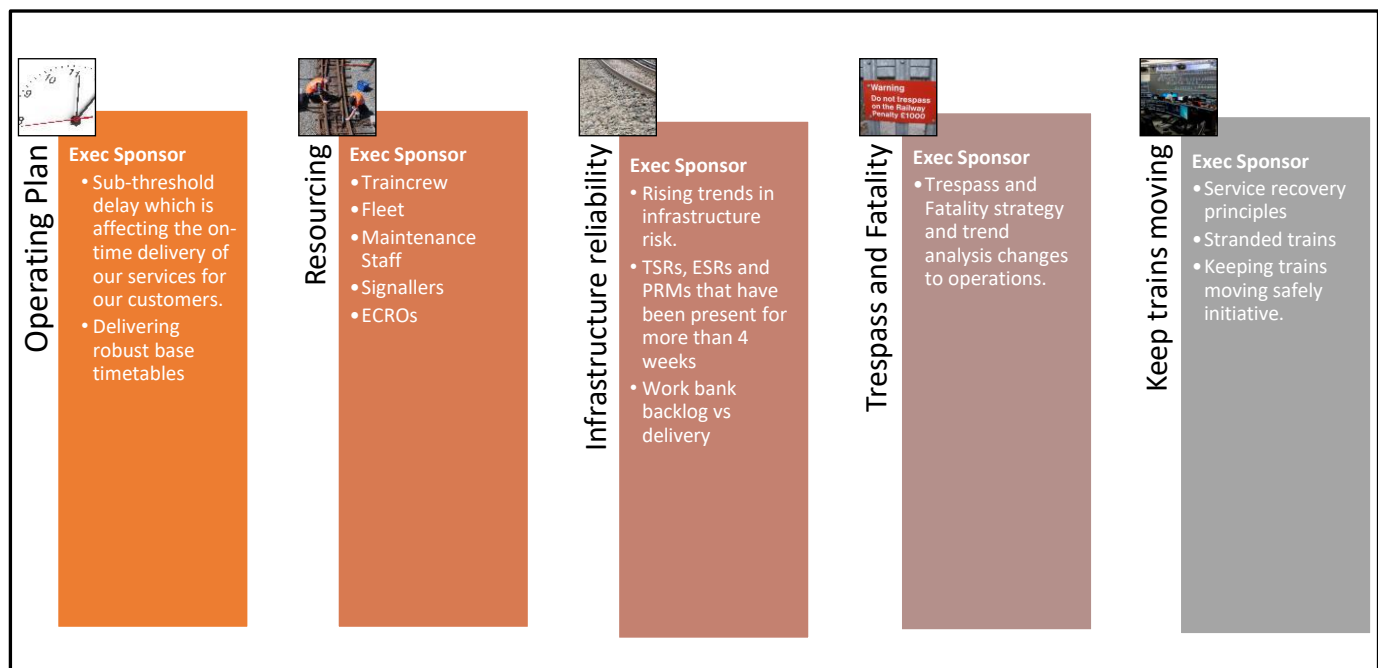 Operating Plan
Exec Sponsor
• Sub-threshold
delay which is
affecting the on-
time delivery of
our services for
our customers.
• Delivering
robust base
timetables
Resourcing
Exec Sponsor
•Traincrew
•Fleet
•Maintenance
Staff
•Signallers
•ECROs
Infrastructure reliability
Exec Sponsor
• Rising trends in
infrastructure
risk.
• TSRs, ESRs and
PRMs that have
been present for
more than 4
weeks
• Work bank
backlog vs
delivery
Warning
Do not trespass
on the Railway
Penalty £1000
Trespass and Fatality
Exec Sponsor
•Trespass and
Fatality strategy
and trend
analysis changes
to operations.
Keep trains moving
Exec Sponsor
•Service recovery
principles
•Stranded trains
•Keeping trains
moving safely
initiative.
11
10
9
8